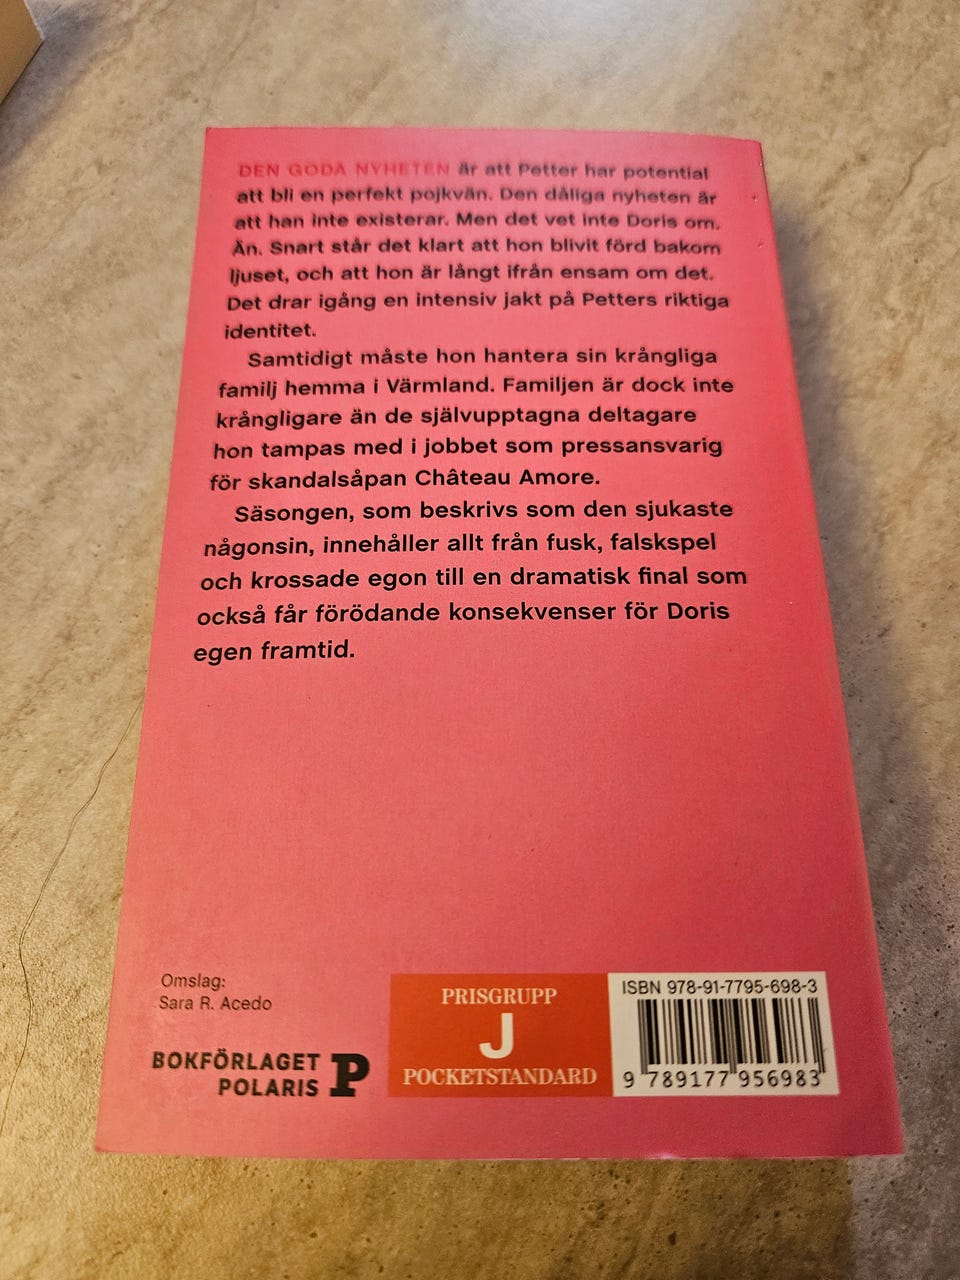 DEN GODA NYHETEN är att Petter har potential
att bli en perfekt pojkvän. Den dåliga nyheten är
att han inte existerar. Men det vet inte Doris om.
Än. Snart står det klart att hon blivit förd bakom
ljuset, och att hon är långt ifrån ensam om det.
Det drar igång en intensiv jakt på Petters riktiga
identitet.
Samtidigt måste hon hantera sin krångliga
familj hemma i Värmland. Familjen är dock inte
krångligare än de självupptagna deltagare
hon tampas med i jobbet som pressansvarig
för skandalsåpan Château Amore.
Säsongen, som beskrivs som den sjukaste
någonsin, innehåller allt från fusk, falskspel
och krossade egon till en dramatisk final som
också får förödande konsekvenser för Doris
egen framtid.
Omslag:
Sara R. Acedo
BOKFÖRLAGET
POLARIS P
PRISGRUPP
J
POCKETSTANDARD
ISBN 978-91-7795-698-3
9 789177 956983